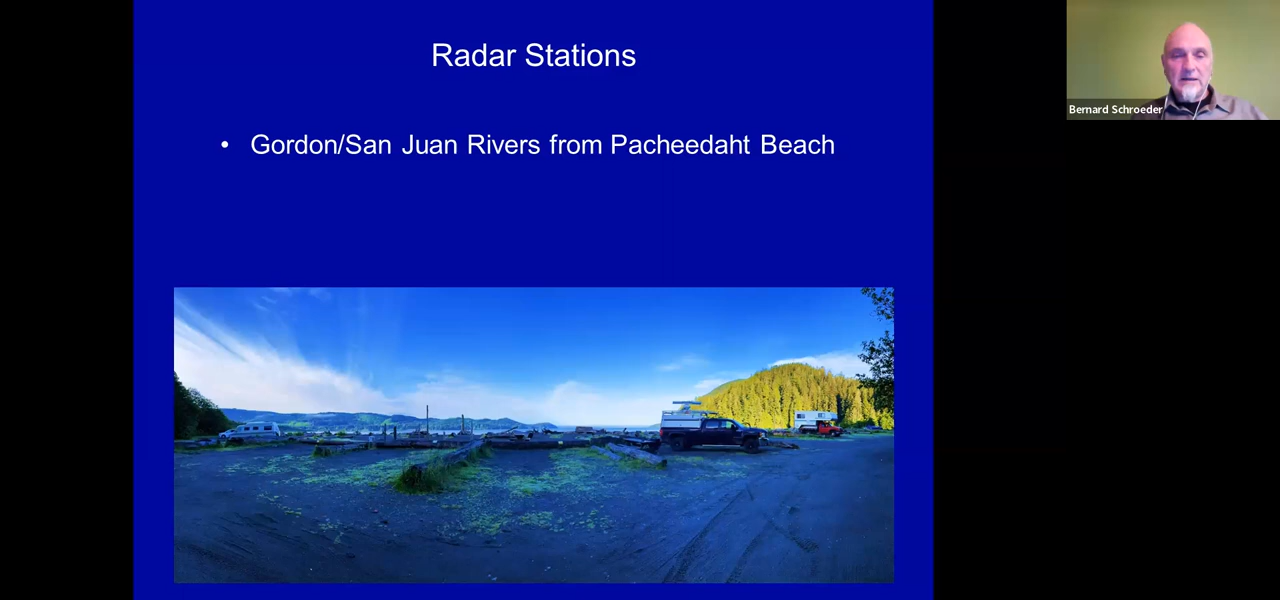 Radar Stations
• Gordon/San Juan Rivers from Pacheedaht Beach
Bernard Schroeder